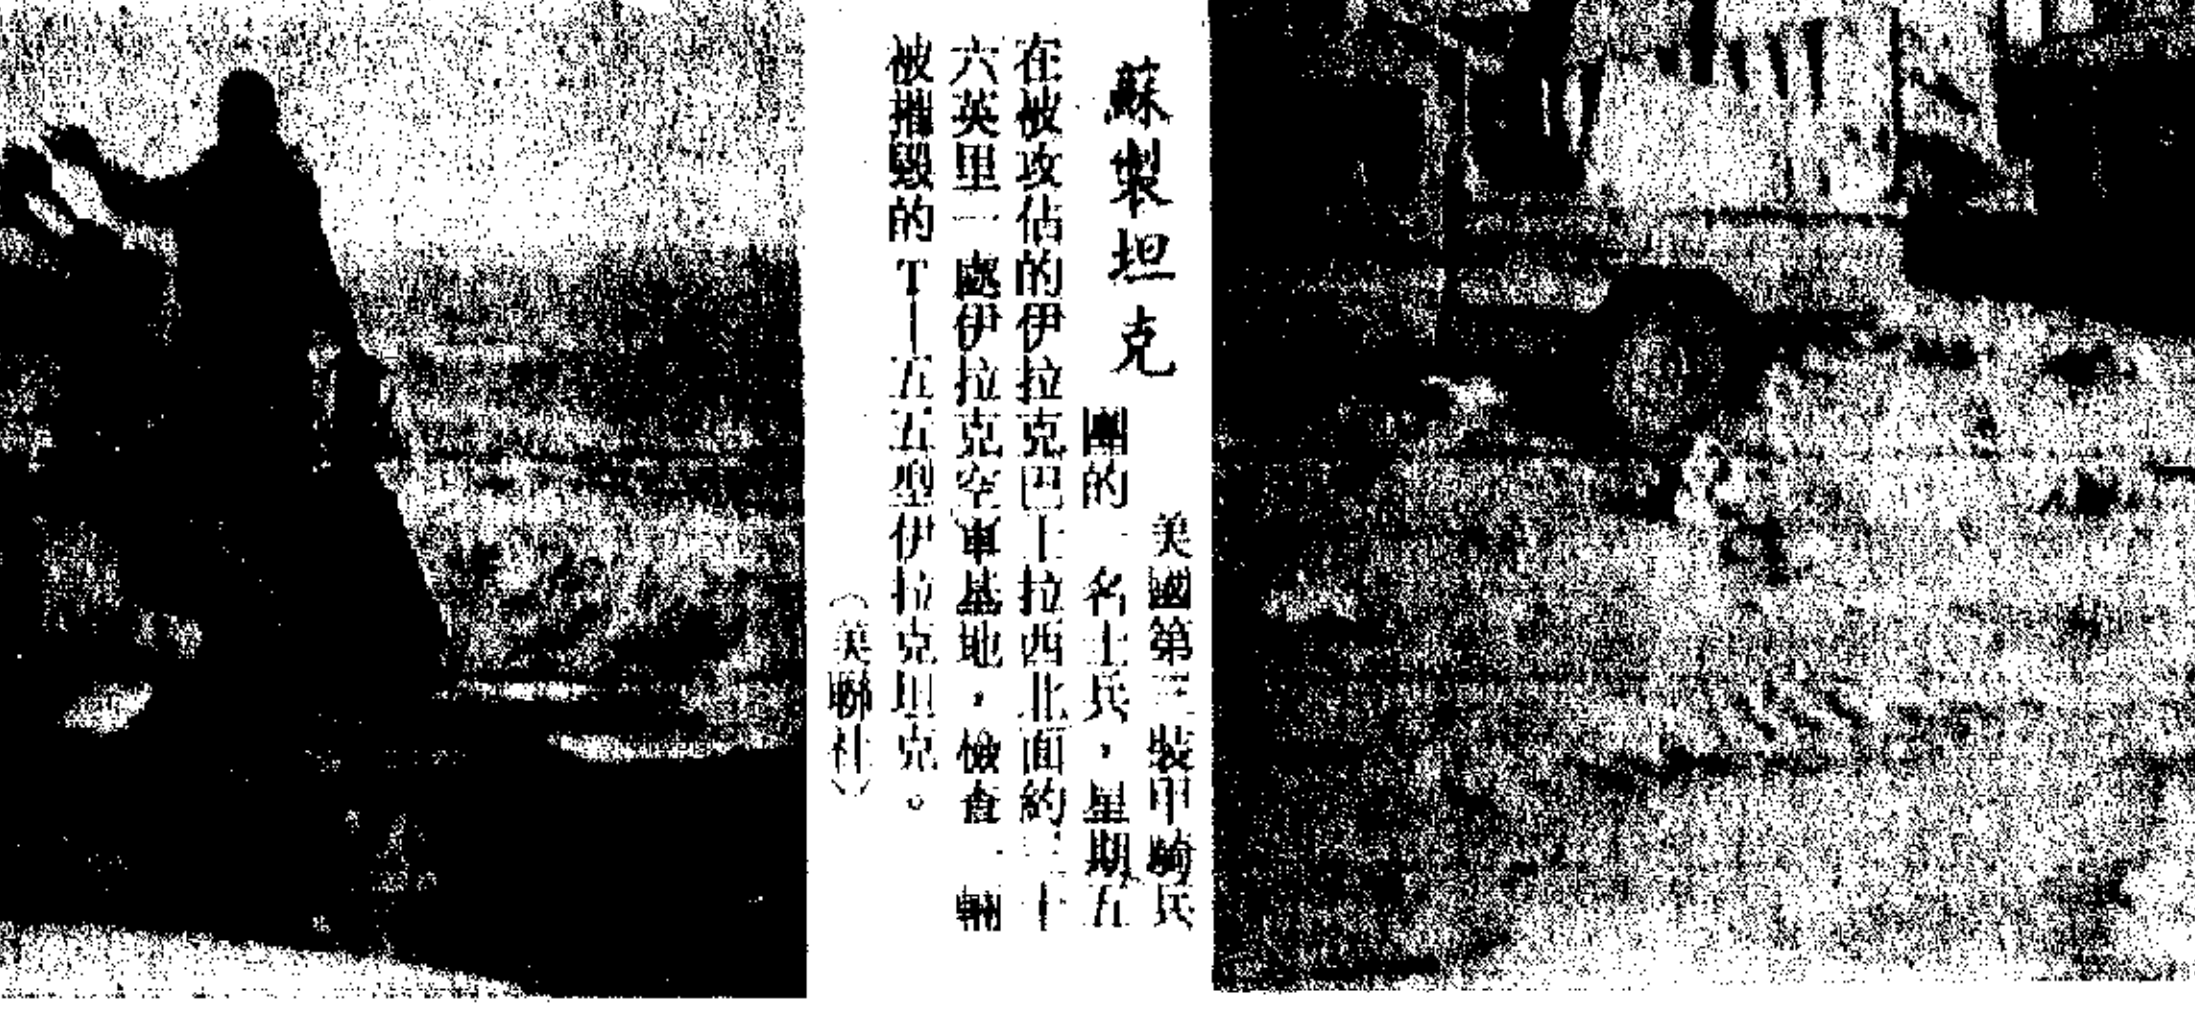 蘇製坦克
美國第三裝甲騎兵
團的一名士兵，星期五
在被攻佔的伊拉克巴士拉西北面約三十
六英里一處伊拉克空軍基地，檢查一輛
被摧毀的T—五五型伊拉克坦克。
（美聯社）